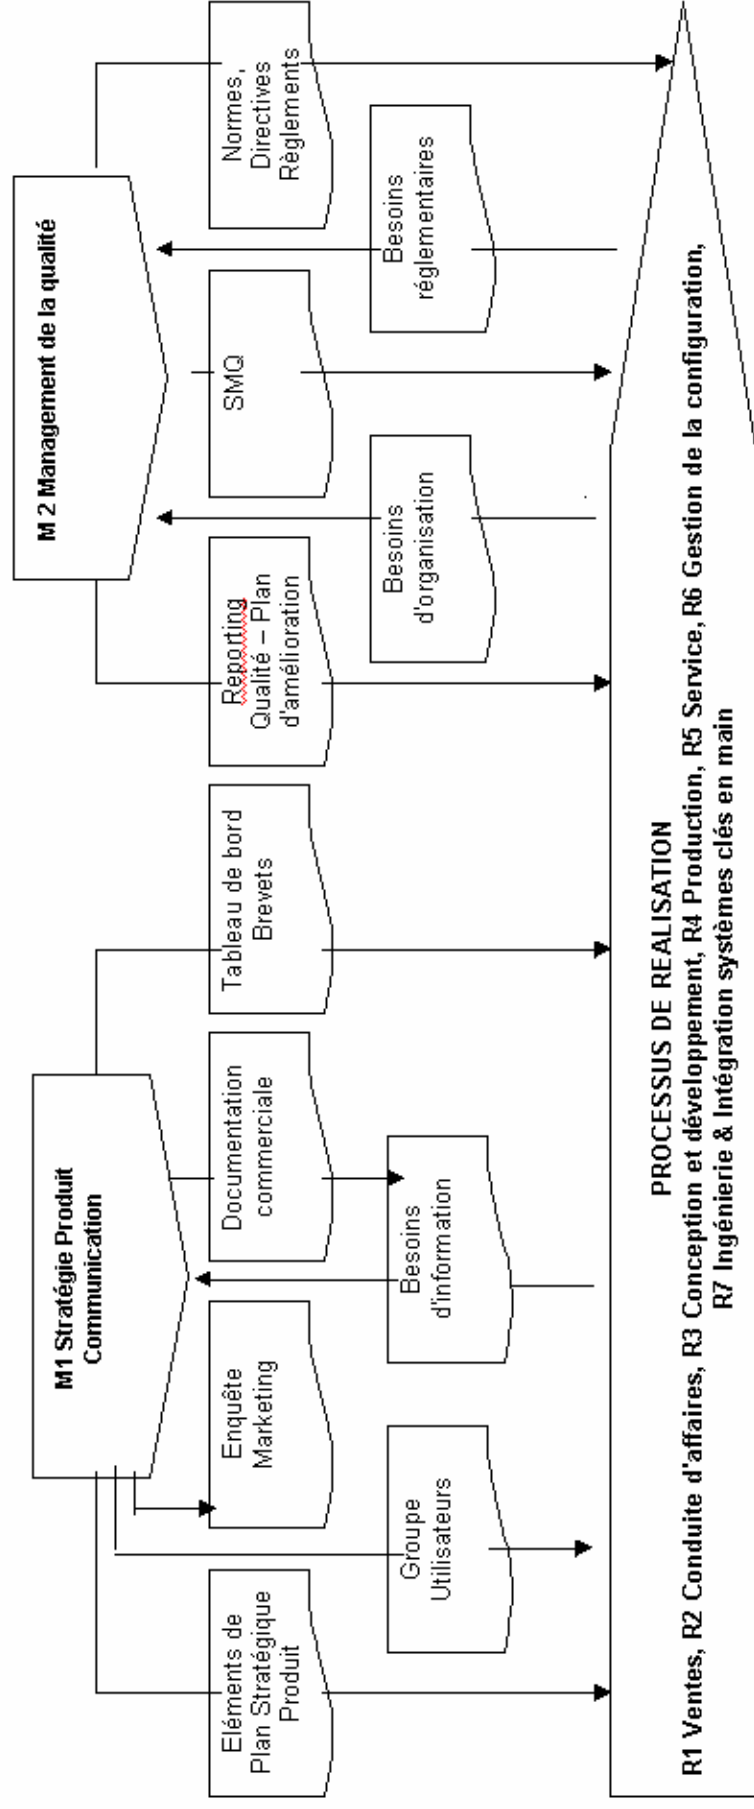 M1 Stratégie Produit
Communication
M 2 Management de la qualité
Eléments de
Plan Stratégique
Produit
Enquête
Marketing
Documentation
commerciale
Tableau de bord
Brevets
Reporting
Qualité – Plan
d'amélioration
SMQ
Normes,
Directives
Règlements
Groupe
Utilisateurs
Besoins
d'information
Besoins
d'organisation
Besoins
réglementaires
PROCESSUS DE REALISATION
R1 Ventes, R2 Conduite d'affaires, R3 Conception et développement, R4 Production, R5 Service, R6 Gestion de la configuration,
R7 Ingénierie & Intégration systèmes clés en main